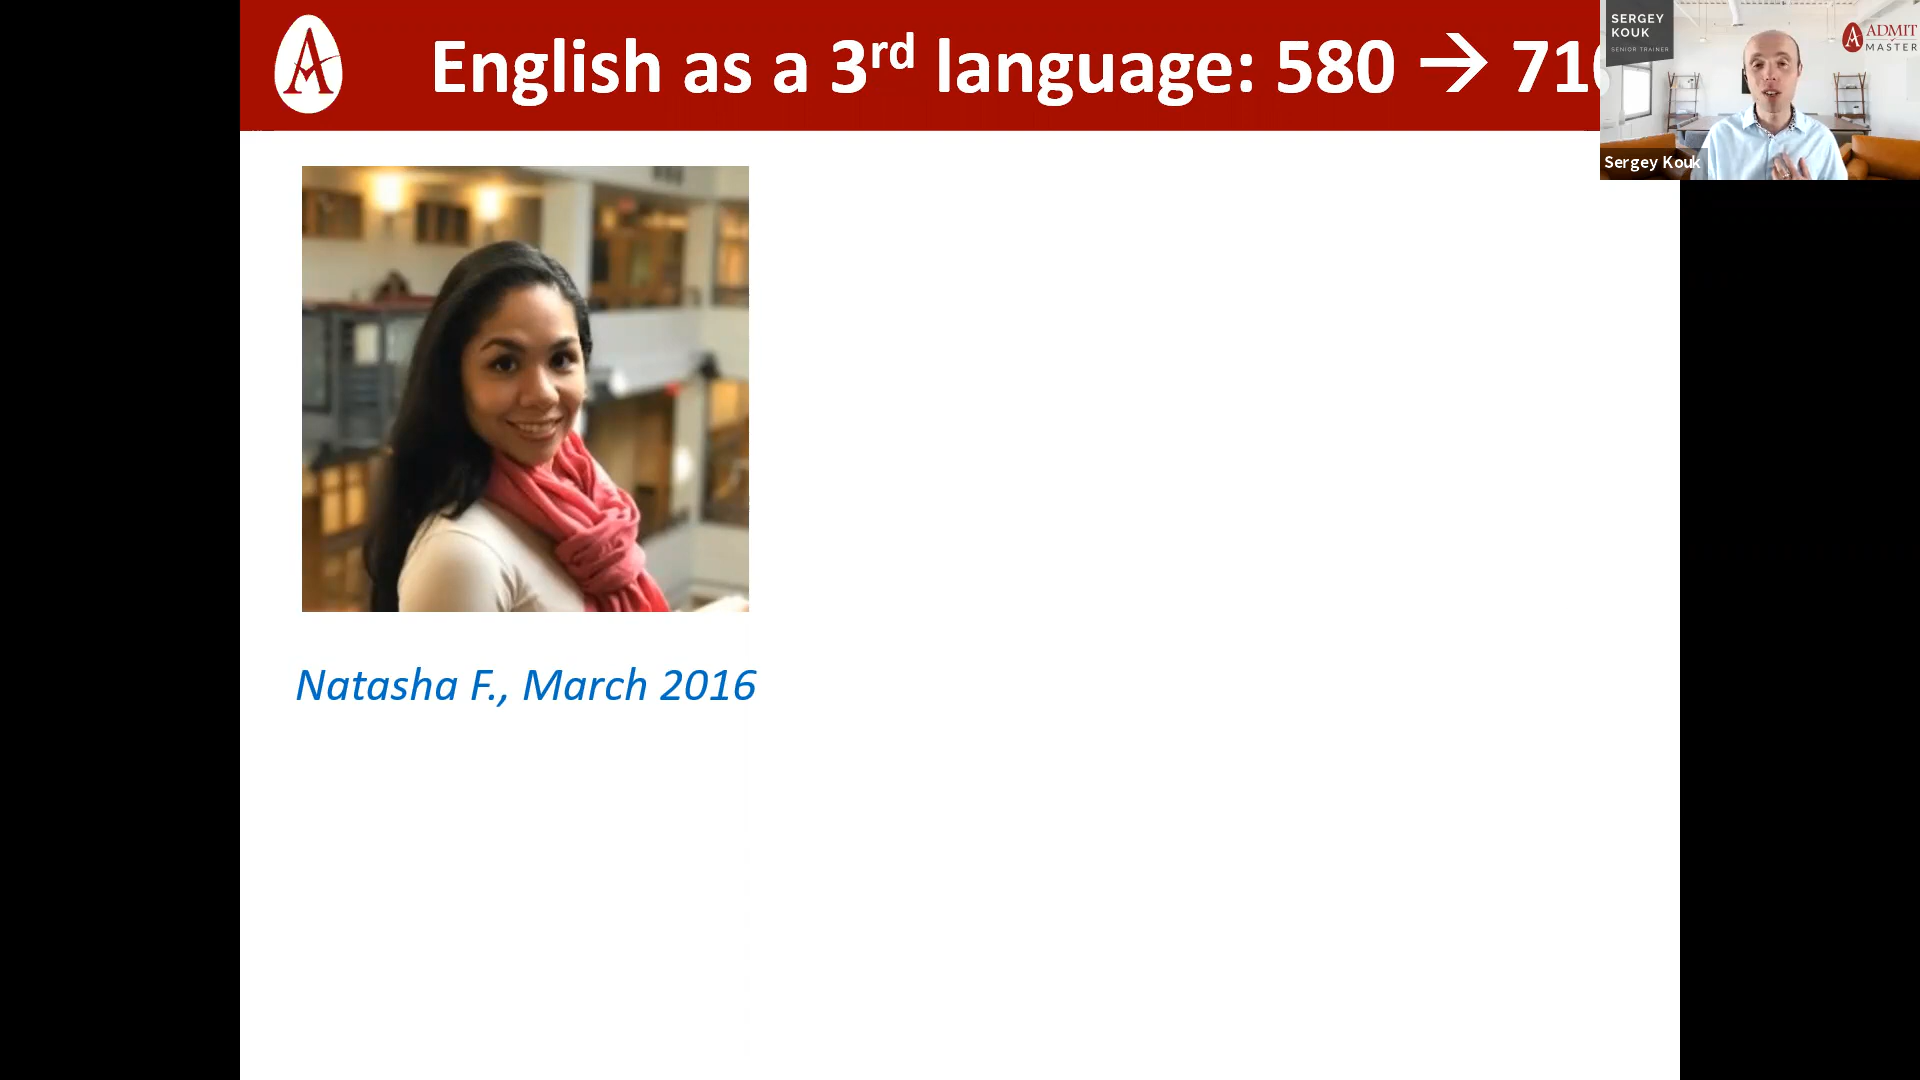 English as a 3rd language: 580 → 71
SERGEY
KOUK
SENIOR TRAINER
ADMIT
MASTER
Sergey Kouk
Natasha F., March 2016